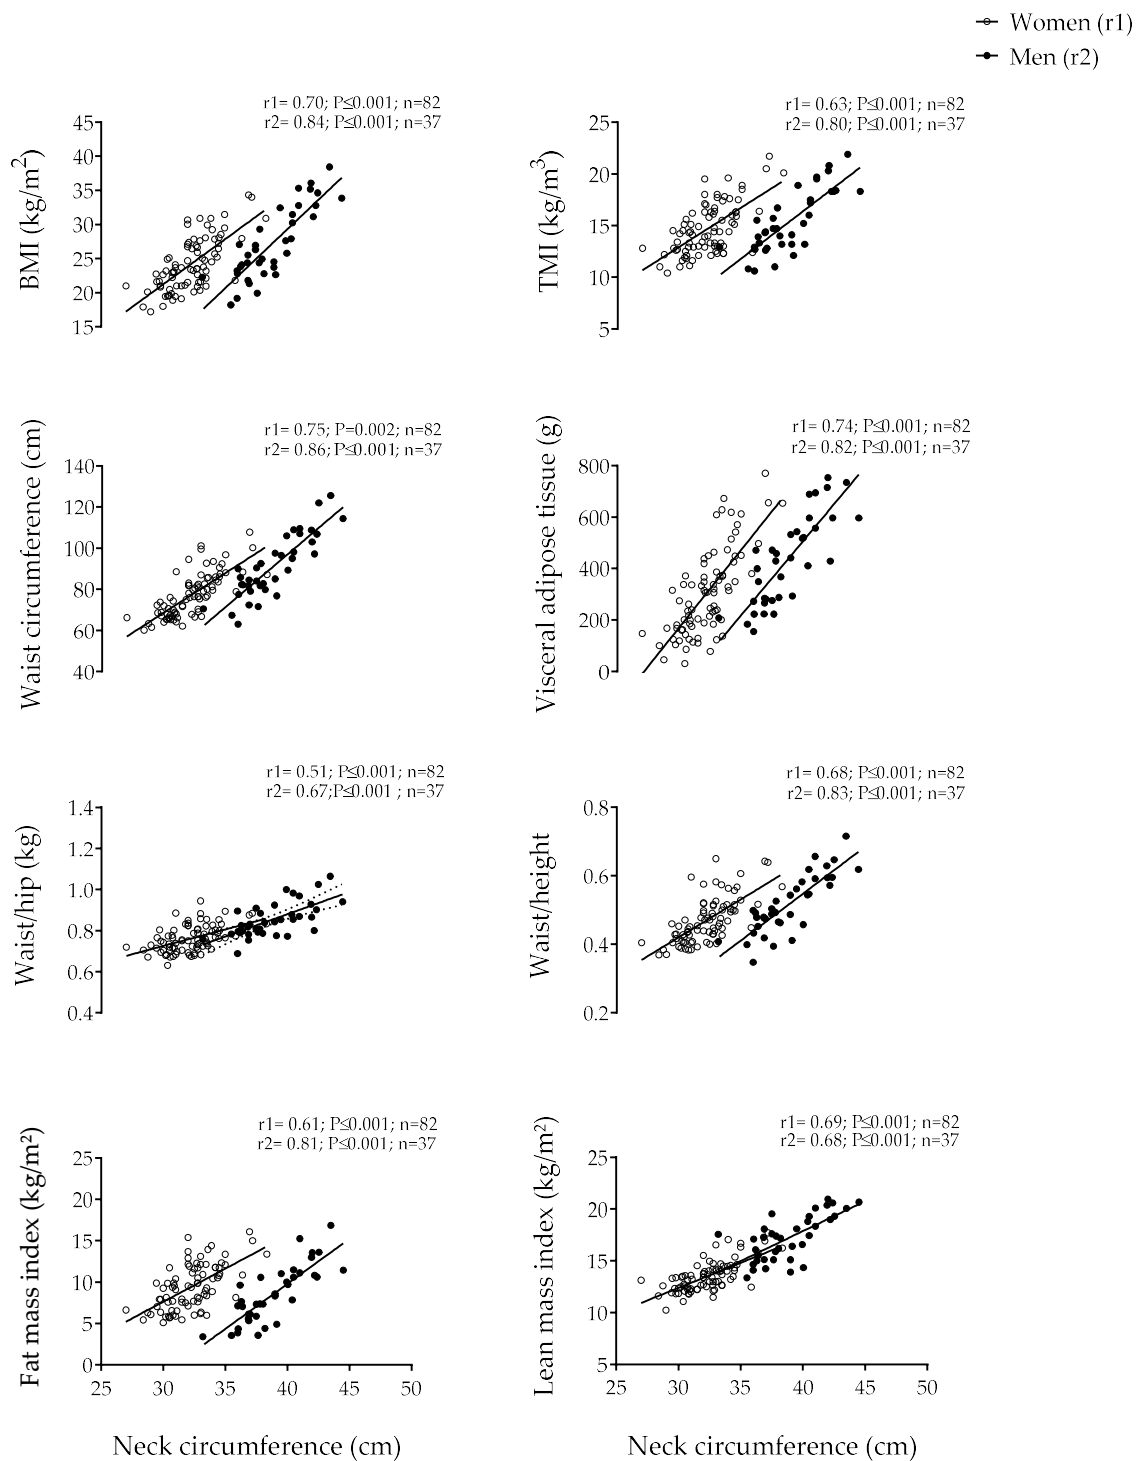 Women (r1)
Men (r2)
r1= 0.70; P≤0.001; n=82
r2= 0.84; P≤0.001; n=37
BMI (kg/m²)
45
40
35
30
25
20
15
r1= 0.63; P≤0.001; n=82
r2= 0.80; P≤0.001; n=37
TMI (kg/m³)
25
20
15
10
5
r1= 0.75; P=0.002; n=82
r2= 0.86; P≤0.001; n=37
Waist circumference (cm)
140
120
100
80
60
40
r1= 0.74; P≤0.001; n=82
r2= 0.82; P≤0.001; n=37
Visceral adipose tissue (g)
800
600
400
200
0
r1= 0.51; P≤0.001; n=82
r2= 0.67;P≤0.001 ; n=37
Waist/hip (kg)
1.4
1.2
1.0
0.8
0.6
0.4
r1= 0.68; P≤0.001; n=82
r2= 0.83; P≤0.001; n=37
Waist/height
0.8
0.6
0.4
0.2
r1= 0.61; P≤0.001; n=82
r2= 0.81; P≤0.001; n=37
Fat mass index (kg/m²)
25
20
15
10
5
0
25 30 35 40 45 50
Neck circumference (cm)
r1= 0.69; P≤0.001; n=82
r2= 0.68; P≤0.001; n=37
Lean mass index (kg/m²)
25
20
15
10
5
25 30 35 40 45 50
Neck circumference (cm)